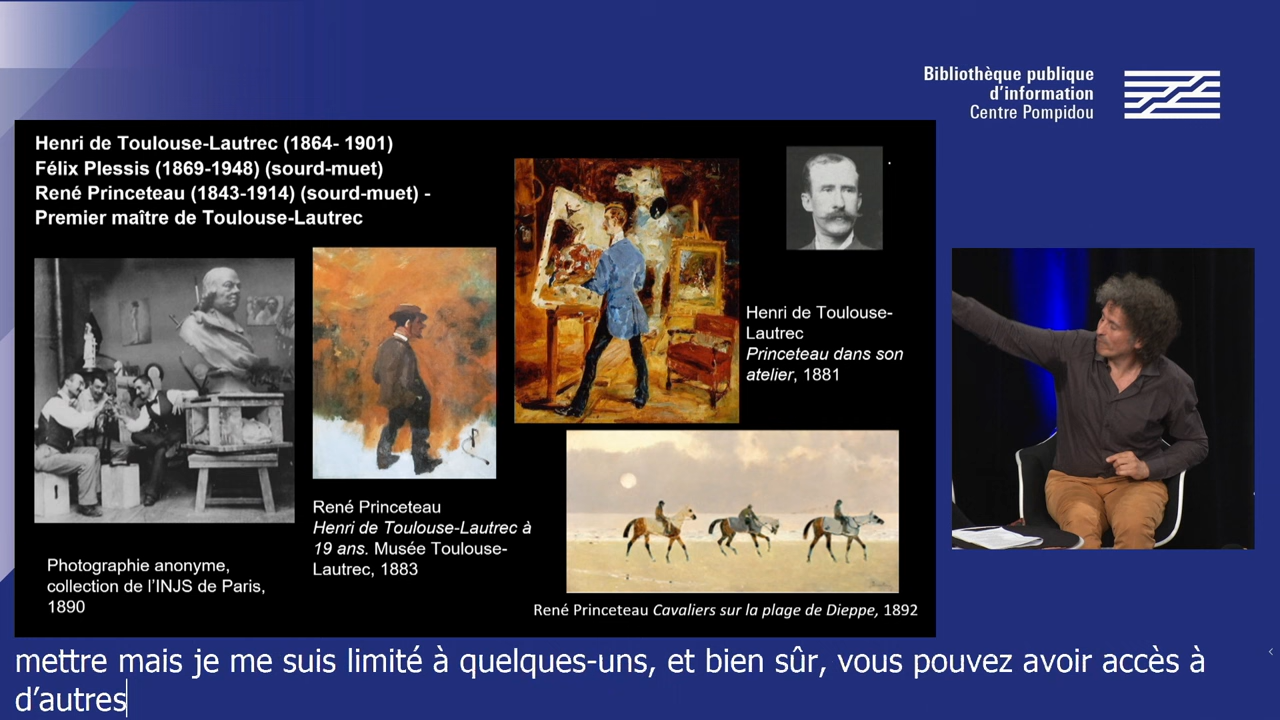 Bibliothèque publique
d'information
Centre Pompidou
Henri de Toulouse-Lautrec (1864- 1901)
Félix Plessis (1869-1948) (sourd-muet)
René Princeteau (1843-1914) (sourd-muet) -
Premier maître de Toulouse-Lautrec
Henri de Toulouse-
Lautrec
Princeteau dans son
atelier, 1881
René Princeteau
Henri de Toulouse-Lautrec à
19 ans. Musée Toulouse-
Lautrec, 1883
Photographie anonyme,
collection de l'INJS de Paris,
1890
René Princeteau Cavaliers sur la plage de Dieppe, 1892
mettre mais je me suis limité à quelques-uns, et bien sûr, vous pouvez avoir accès à
d'autres